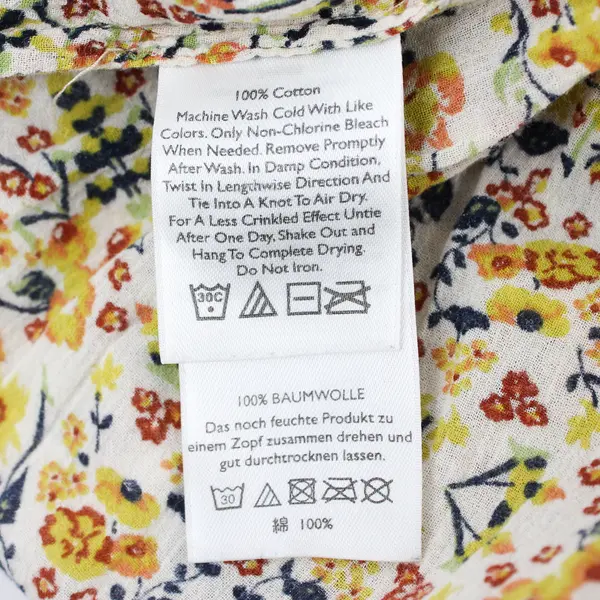 100% Cotton
Machine Wash Cold With Like
Colors. Only Non-Chlorine Bleach
When Needed. Remove Promptly
After Wash. In Damp Condition,
Twist In Lengthwise Direction And
Tie Into A Knot To Air Dry.
For A Less Crinkled Effect Untie
After One Day, Shake Out and
Hang To Complete Drying.
Do Not Iron.
30C
100% BAUMWOLLE
Das noch feuchte Produkt zu
einem Zopf zusammen drehen und
gut durchtrocknen lassen.
30
綿 100%